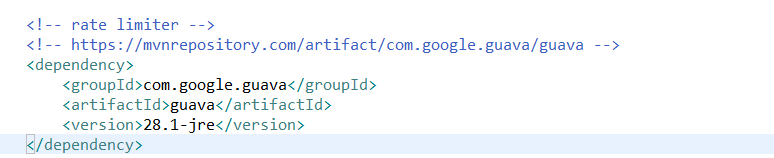 <!-- rate limiter -->
<!-- https://mvnrepository.com/artifact/com.google.guava/guava -->
<dependency>
    <groupId>com.google.guava</groupId>
    <artifactId>guava</artifactId>
    <version>28.1-jre</version>
</dependency>